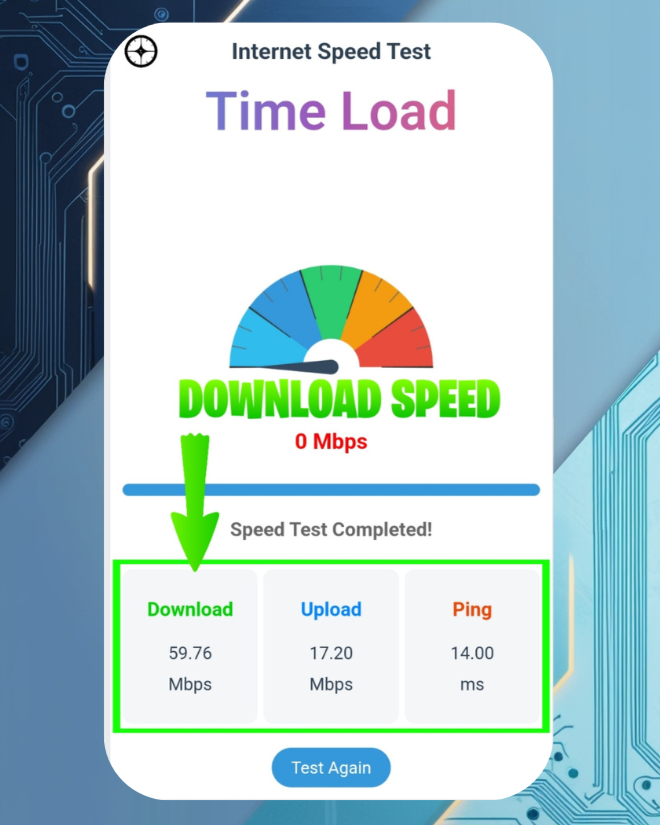 Internet Speed Test
Time Load
DOWNLOAD SPEED
0 Mbps
Speed Test Completed!
Download
59.76
Mbps
Upload
17.20
Mbps
Ping
14.00
ms
Test Again